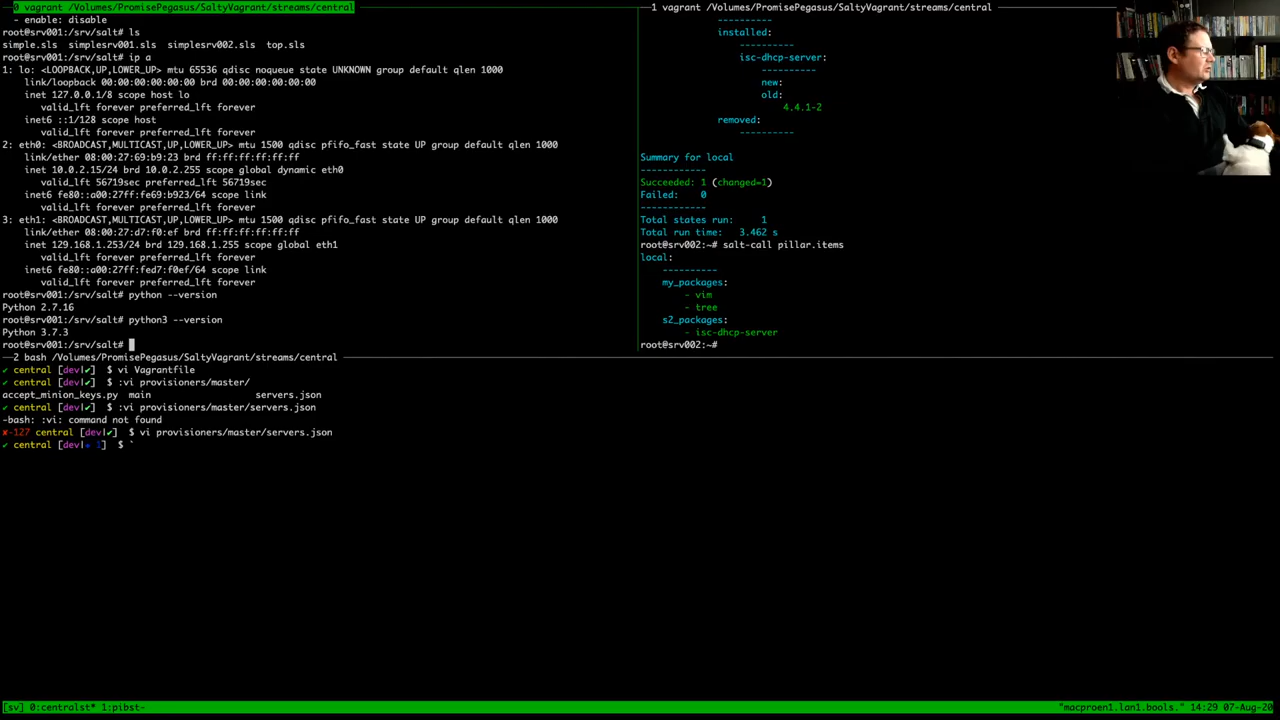 0 vagrant /Volumes/PromisePegasus/SaltyVagrant/streams/central
- enable: disable
root@srv001:/srv/salt# ls
simple.sls  simplesrv001.sls  simplesrv002.sls  top.sls
root@srv001:/srv/salt# ip a
1: lo: <LOOPBACK,UP,LOWER_UP> mtu 65536 qdisc noqueue state UNKNOWN group default qlen 1000
link/loopback 00:00:00:00:00:00 brd 00:00:00:00:00:00
inet 127.0.0.1/8 scope host lo
valid_lft forever preferred_lft forever
inet6 ::1/128 scope host
valid_lft forever preferred_lft forever
2: eth0: <BROADCAST,MULTICAST,UP,LOWER_UP> mtu 1500 qdisc pfifo_fast state UP group default qlen 1000
link/ether 08:00:27:69:b9:23 brd ff:ff:ff:ff:ff:ff
inet 10.0.2.15/24 brd 10.0.2.255 scope global dynamic eth0
valid_lft 56719sec preferred_lft 56719sec
inet6 fe80::a00:27ff:fe69:b923/64 scope link
valid_lft forever preferred_lft forever
3: eth1: <BROADCAST,MULTICAST,UP,LOWER_UP> mtu 1500 qdisc pfifo_fast state UP group default qlen 1000
link/ether 08:00:27:d7:f0:ef brd ff:ff:ff:ff:ff:ff
inet 129.168.1.253/24 brd 129.168.1.255 scope global eth1
valid_lft forever preferred_lft forever
inet6 fe80::a00:27ff:fed7:f0ef/64 scope link
valid_lft forever preferred_lft forever
root@srv001:/srv/salt# python --version
Python 2.7.16
root@srv001:/srv/salt# python3 --version
Python 3.7.3
root@srv001:/srv/salt#
1 vagrant /Volumes/PromisePegasus/SaltyVagrant/streams/central
----------
installed:
----------
isc-dhcp-server:
----------
new:
old:
4.4.1-2
removed:
----------
Summary for local
------------
Succeeded: 1 (changed=1)
Failed:    0
------------
Total states run:     1
Total run time:   3.462 s
root@srv002:~# salt-call pillar.items
local:
----------
my_packages:
- vim
- tree
s2_packages:
- isc-dhcp-server
root@srv002:~#
2 bash /Volumes/PromisePegasus/SaltyVagrant/streams/central
✔ central [dev|✔]  $ vi Vagrantfile
✔ central [dev|✔]  $ :vi provisioners/master/
accept_minion_keys.py  main                   servers.json
✔ central [dev|✔]  $ :vi provisioners/master/servers.json
-bash: :vi: command not found
✘-127 central [dev|✔]  $ vi provisioners/master/servers.json
✔ central [dev|✚ 1]  $ `
[sv] 0:centralst* 1:pibst-
"macproen1.lan1.bools." 14:29 07-Aug-20